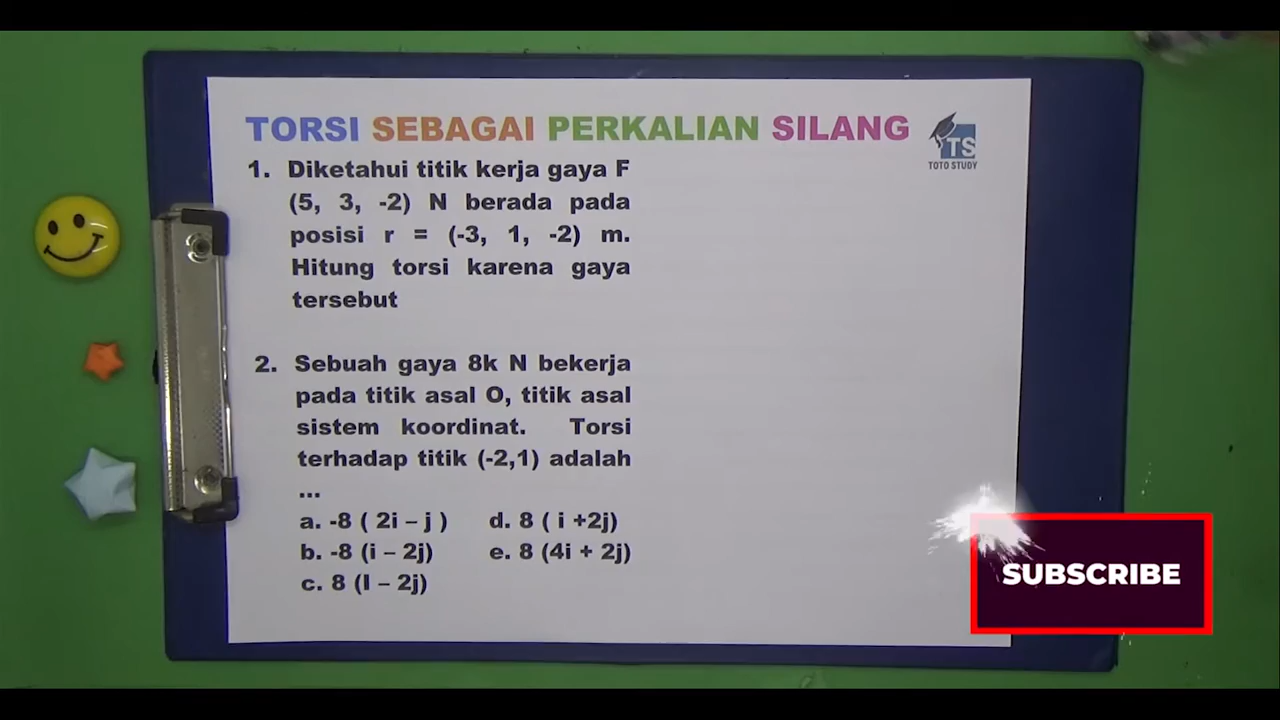 TORSI SEBAGAI PERKALIAN SILANG
TS
TOTO STUDY
1. Diketahui titik kerja gaya F
(5, 3, -2) N berada pada
posisi r = (-3, 1, -2) m.
Hitung torsi karena gaya
tersebut
2. Sebuah gaya 8k N bekerja
pada titik asal O, titik asal
sistem koordinat. Torsi
terhadap titik (-2,1) adalah
...
a. -8 ( 2i – j ) d. 8 ( i +2j)
b. -8 (i – 2j) e. 8 (4i + 2j)
c. 8 (I – 2j)
SUBSCRIBE